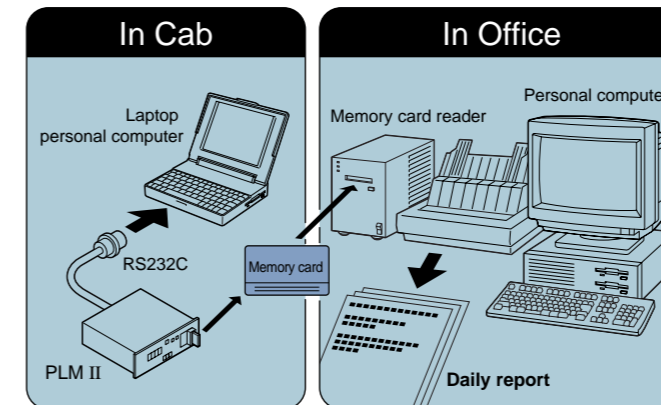 In Cab
Laptop
personal computer
RS232C
Memory card
PLM II
In Office
Memory card reader
Personal compute
Daily report